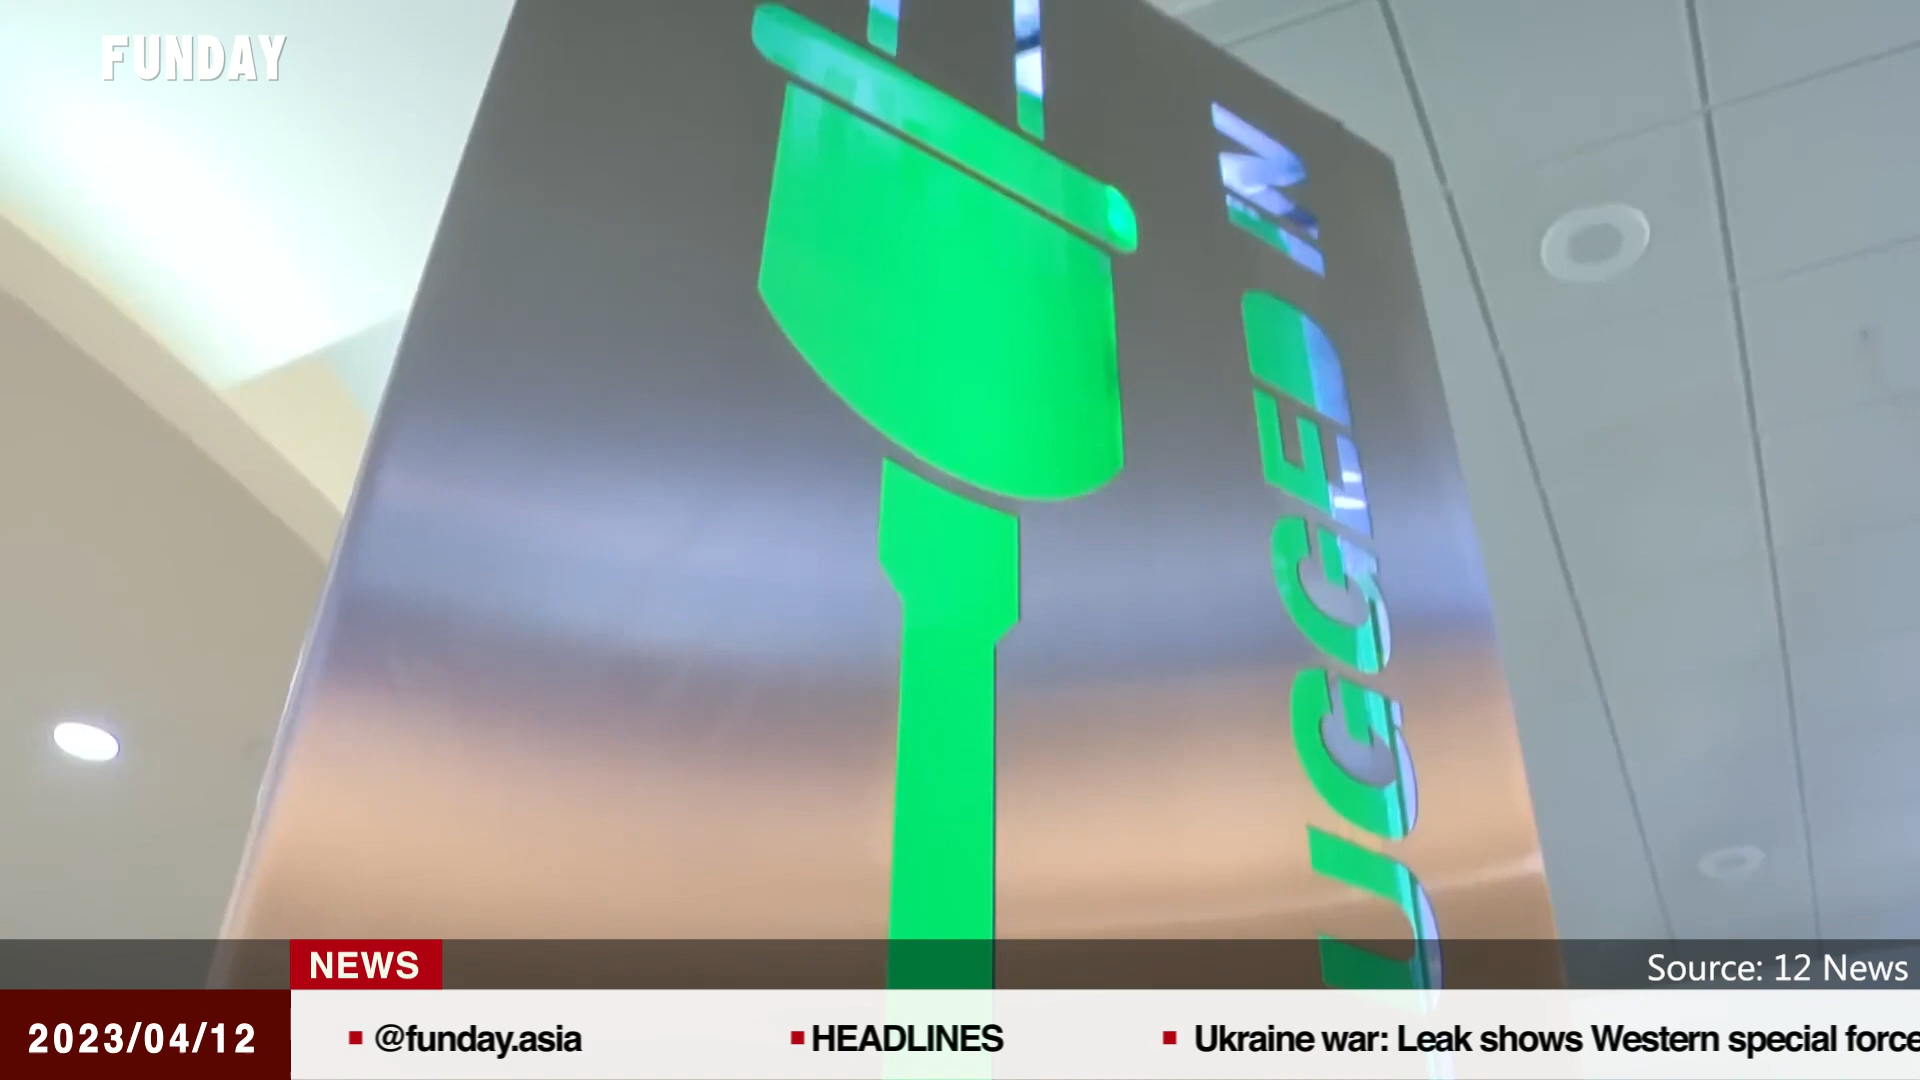 FUNDAY
UGGED IN
NEWS
Source: 12 News
2023/04/12
@funday.asia
HEADLINES
Ukraine war: Leak shows Western special force